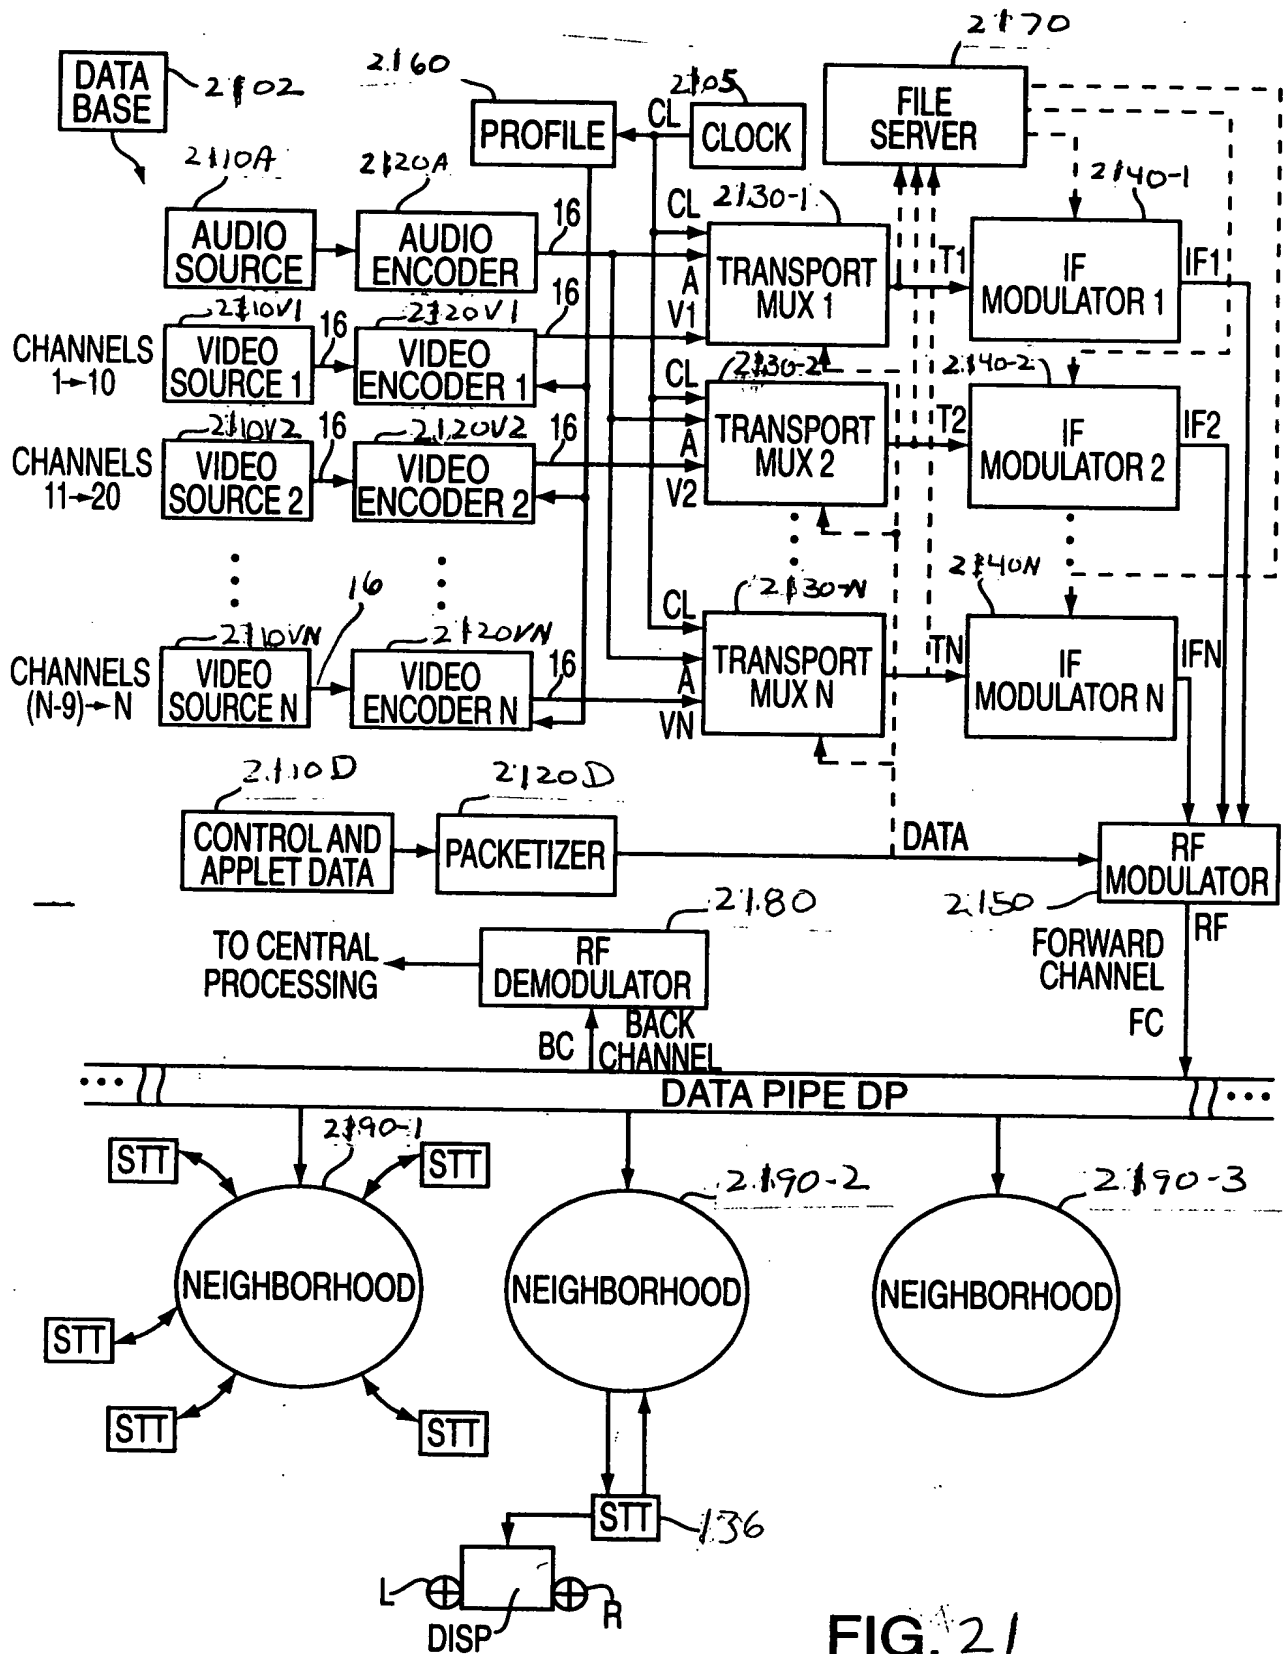 2170
DATA
BASE
2102
2160
2105
CL
CLOCK
PROFILE
FILE
SERVER
2110A
2120A
2130-1
2140-1
AUDIO
SOURCE
AUDIO
ENCODER
16
CL
A
V1
TRANSPORT
MUX 1
T1
IF
MODULATOR 1
IF1
2110V1
2120V1
16
CHANNELS
1→10
VIDEO
SOURCE 1
16
VIDEO
ENCODER 1
2130-2
2140-2
CL
A
V2
TRANSPORT
MUX 2
T2
IF
MODULATOR 2
IF2
2110V2
2120V2
16
CHANNELS
11→20
VIDEO
SOURCE 2
16
VIDEO
ENCODER 2
2130-N
2140N
CL
A
VN
TRANSPORT
MUX N
TN
IF
MODULATOR N
IFN
16
2110VN
2120VN
16
CHANNELS
(N-9)→N
VIDEO
SOURCE N
VIDEO
ENCODER N
2110D
2120D
CONTROL AND
APPLET DATA
PACKETIZER
DATA
RF
MODULATOR
2150
2180
TO CENTRAL
PROCESSING
RF
DEMODULATOR
FORWARD
CHANNEL
FC
RF
BC
BACK
CHANNEL
DATA PIPE DP
2190-1
2190-2
2190-3
STT
STT
NEIGHBORHOOD
NEIGHBORHOOD
NEIGHBORHOOD
STT
STT
STT
STT
136
L
R
DISP
FIG. 21